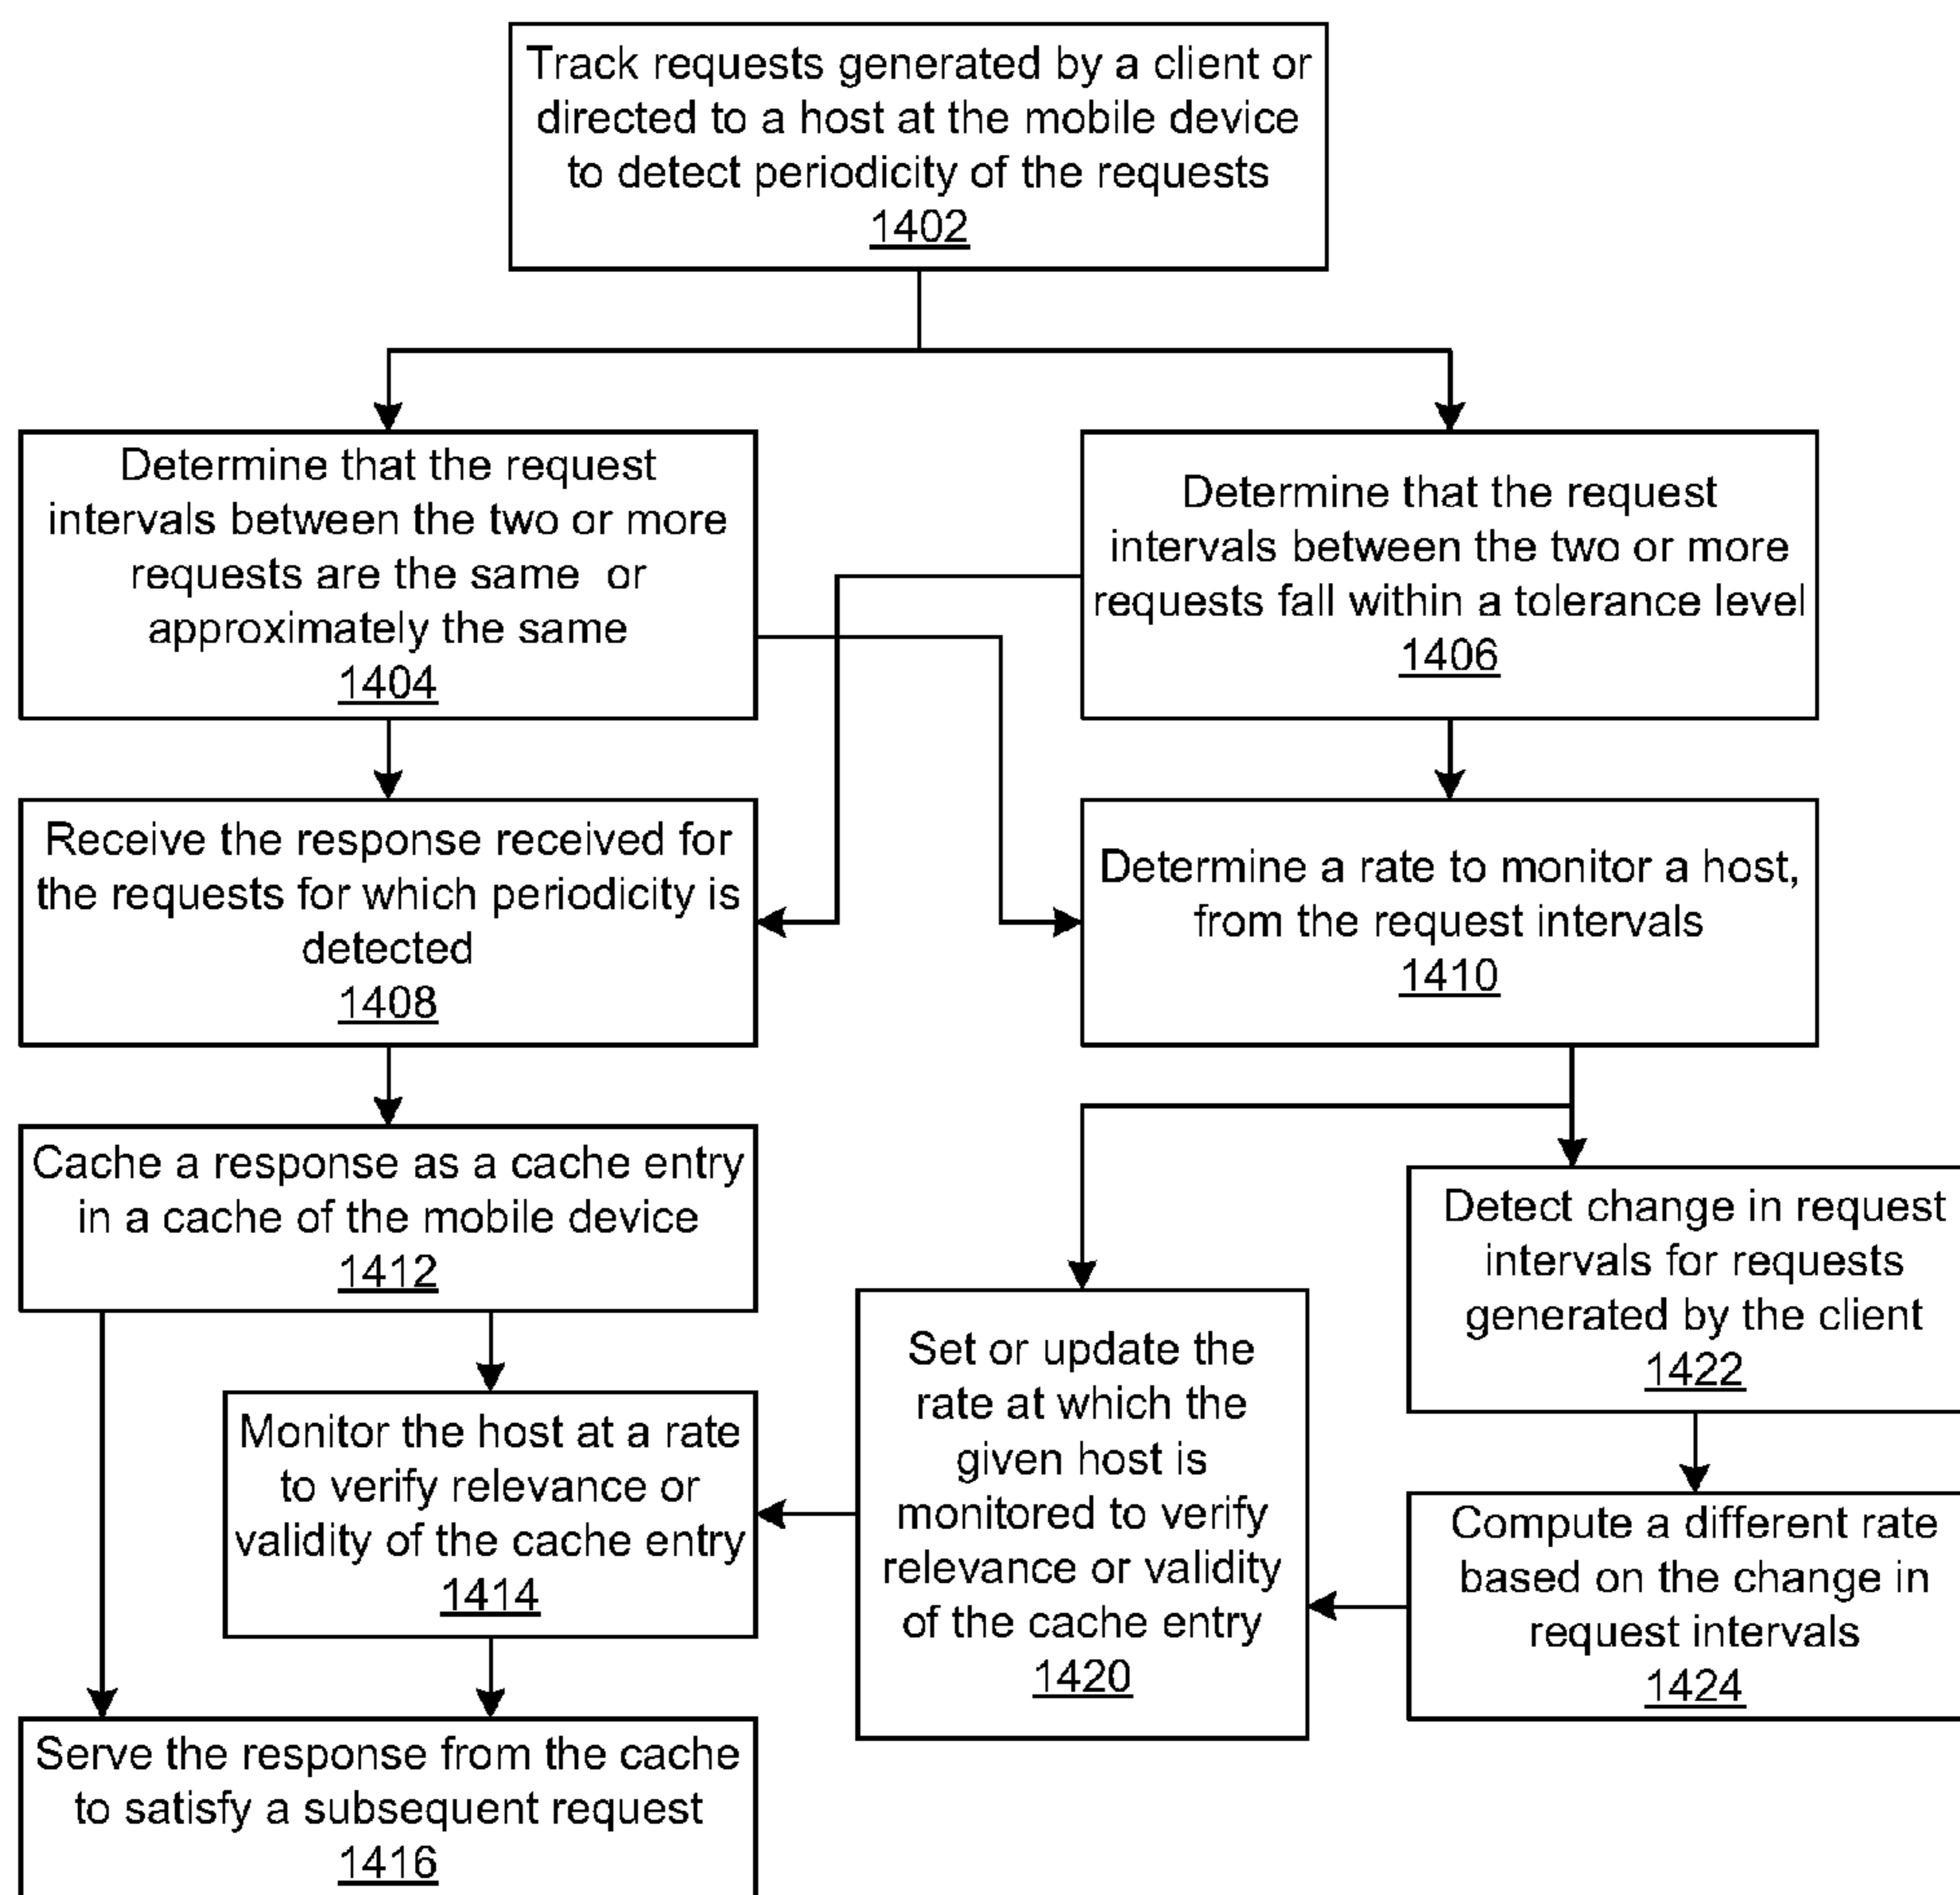 Track requests generated by a client or
directed to a host at the mobile device
to detect periodicity of the requests
1402
Determine that the request
intervals between the two or more
requests are the same or
approximately the same
1404
Determine that the request
intervals between the two or more
requests fall within a tolerance level
1406
Receive the response received for
the requests for which periodicity is
detected
1408
Determine a rate to monitor a host,
from the request intervals
1410
Cache a response as a cache entry
in a cache of the mobile device
1412
Detect change in request
intervals for requests
generated by the client
1422
Set or update the
rate at which the
given host is
monitored to verify
relevance or validity
of the cache entry
1420
Monitor the host at a rate
to verify relevance or
validity of the cache entry
1414
Compute a different rate
based on the change in
request intervals
1424
Serve the response from the cache
to satisfy a subsequent request
1416